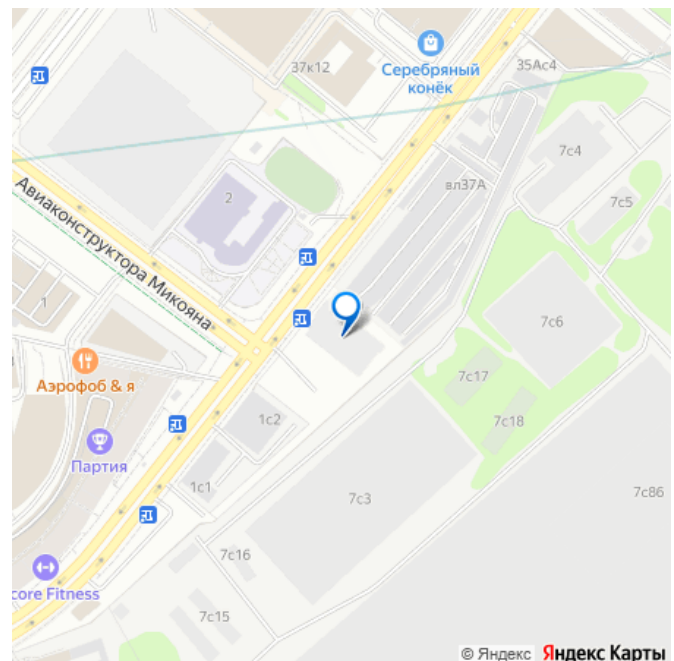 37к12
Серебряный
конёк
35Ас4
7с4
вл37А
7с5
2
Авиаконструктора Микояна
1
7с6
Аэрофоб & я
7с17
1с2
7с18
Партия
1с1
7с3
7с86
7с16
core Fitness
7с15
© Яндекс Яндекс Карты